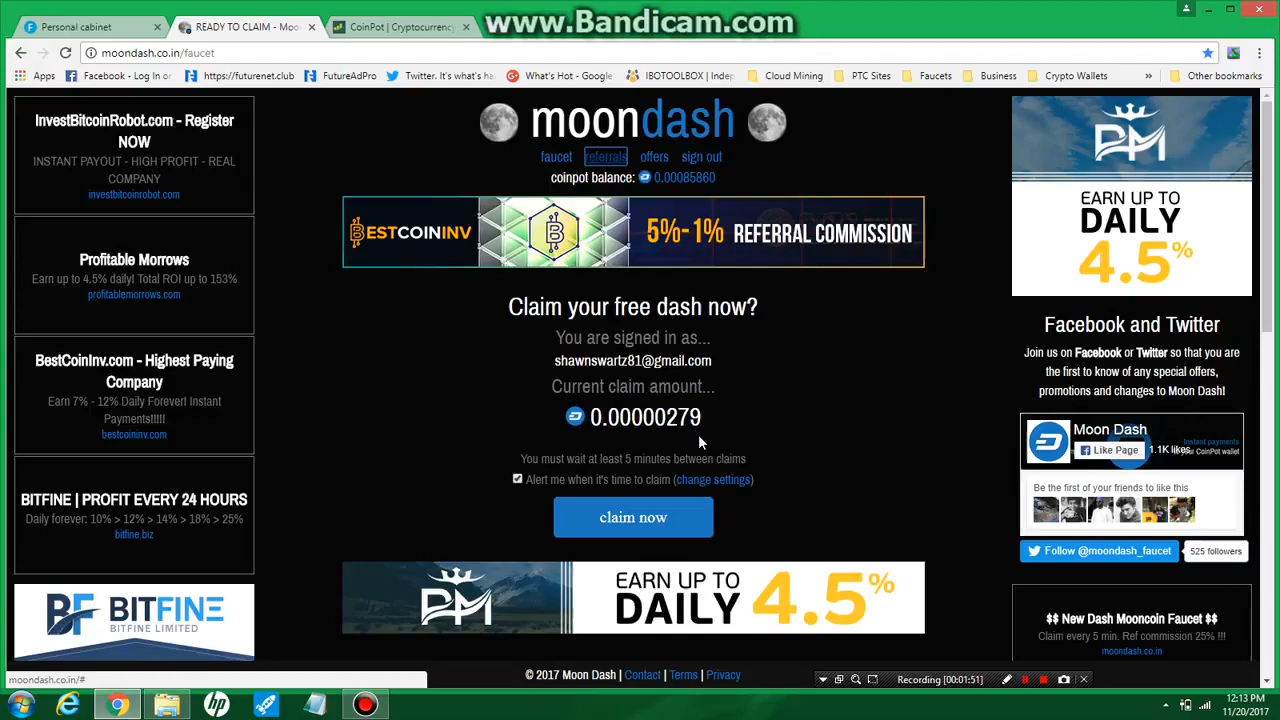 www.Bandicam.com
Personal cabinet
READY TO CLAIM - Moo
CoinPot | Cryptocurrency
moondash.co.in/faucet
Apps
Facebook - Log In or
https://futurenet.club
FutureAdPro
Twitter. It's what's ha
What's Hot - Google
IBOTOOLBOX | Indep
Cloud Mining
PTC Sites
Faucets
Business
Crypto Wallets
»
Other bookmarks
InvestBitcoinRobot.com - Register
NOW
INSTANT PAYOUT - HIGH PROFIT - REAL
COMPANY
investbitcoinrobot.com
Profitable Morrows
Earn up to 4.5% daily! Total ROI up to 153%
profitablemorrows.com
BestCoinInv.com - Highest Paying
Company
Earn 7% - 12% Daily Forever! Instant
Payments!!!!!
bestcoininv.com
BITFINE | PROFIT EVERY 24 HOURS
Daily forever: 10% > 12% > 14% > 18% > 25%
bitfine.biz
BF BITFINE
BITFINE LIMITED
moondash
faucet referrals offers sign out
coinpot balance: 0.00085860
BESTCOININV 5%-1% REFERRAL COMMISSION
Claim your free dash now?
You are signed in as...
shawnswartz81@gmail.com
Current claim amount...
0.00000279
You must wait at least 5 minutes between claims
Alert me when it's time to claim (change settings)
claim now
PM
EARN UP TO
DAILY 4.5%
© 2017 Moon Dash | Contact | Terms | Privacy
PM
EARN UP TO
DAILY
4.5%
Facebook and Twitter
Join us on Facebook or Twitter so that you are
the first to know of any special offers,
promotions and changes to Moon Dash!
Moon Dash
Instant payments
to your CoinPot wallet
Like Page
1.1K likes
Be the first of your friends to like this
Follow @moondash_faucet
525 followers
$$ New Dash Mooncoin Faucet $$
Claim every 5 min. Ref commission 25% !!!
moondash.co.in
moondash.co.in/#
Recording [00:01:51]
hp
12:13 PM
11/20/2017